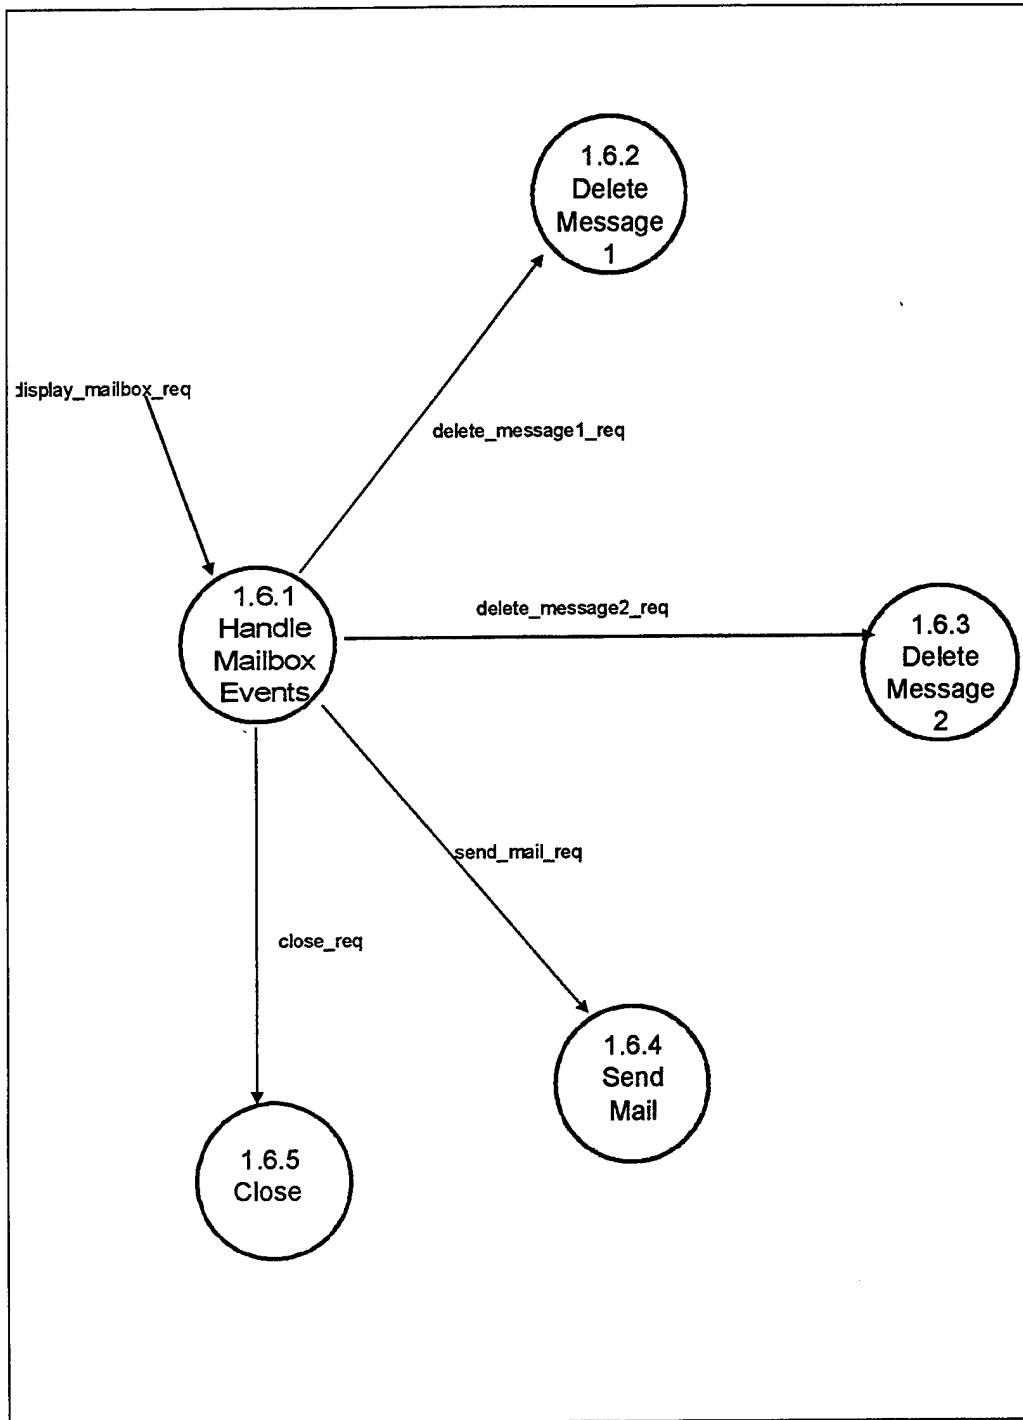 1.6.2
Delete
Message
1
display_mailbox_req
delete_message1_req
1.6.1
Handle
Mailbox
Events
delete_message2_req
1.6.3
Delete
Message
2
send_mail_req
close_req
1.6.4
Send
Mail
1.6.5
Close